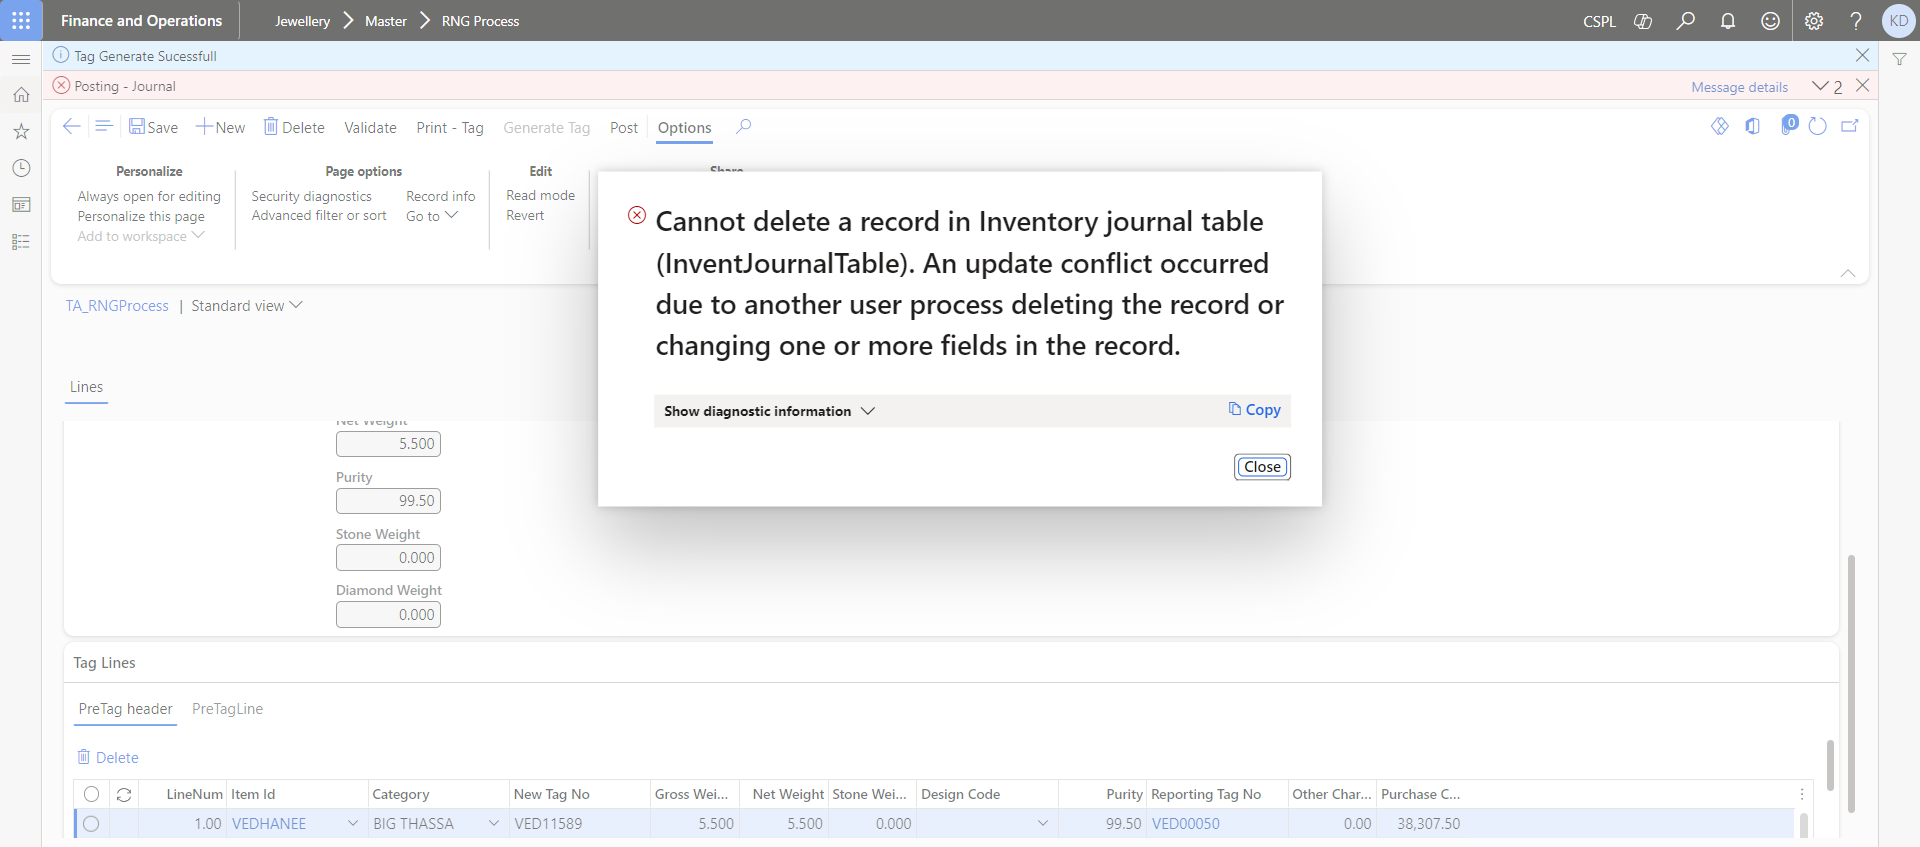 Finance and Operations
Jewellery > Master > RNG Process
CSPL
KD
Tag Generate Sucessfull
Posting - Journal
Message details
2
Save
New
Delete
Validate
Print - Tag
Generate Tag
Post
Options
0
Personalize
Always open for editing
Personalize this page
Add to workspace
Page options
Security diagnostics
Advanced filter or sort
Record info
Go to
Edit
Read mode
Revert
Share
Cannot delete a record in Inventory journal table
(InventJournalTable). An update conflict occurred
due to another user process deleting the record or
changing one or more fields in the record.
Show diagnostic information
Copy
Close
TA_RNGProcess | Standard view
Lines
Net Weight
5.500
Purity
99.50
Stone Weight
0.000
Diamond Weight
0.000
Tag Lines
PreTag header
PreTagLine
Delete
LineNum Item Id Category New Tag No Gross Wei... Net Weight Stone Wei... Design Code Purity Reporting Tag No Other Char... Purchase C...
1.00 VEDHANEE BIG THASSA VED11589 5.500 5.500 0.000 99.50 VED00050 0.00 38,307.50